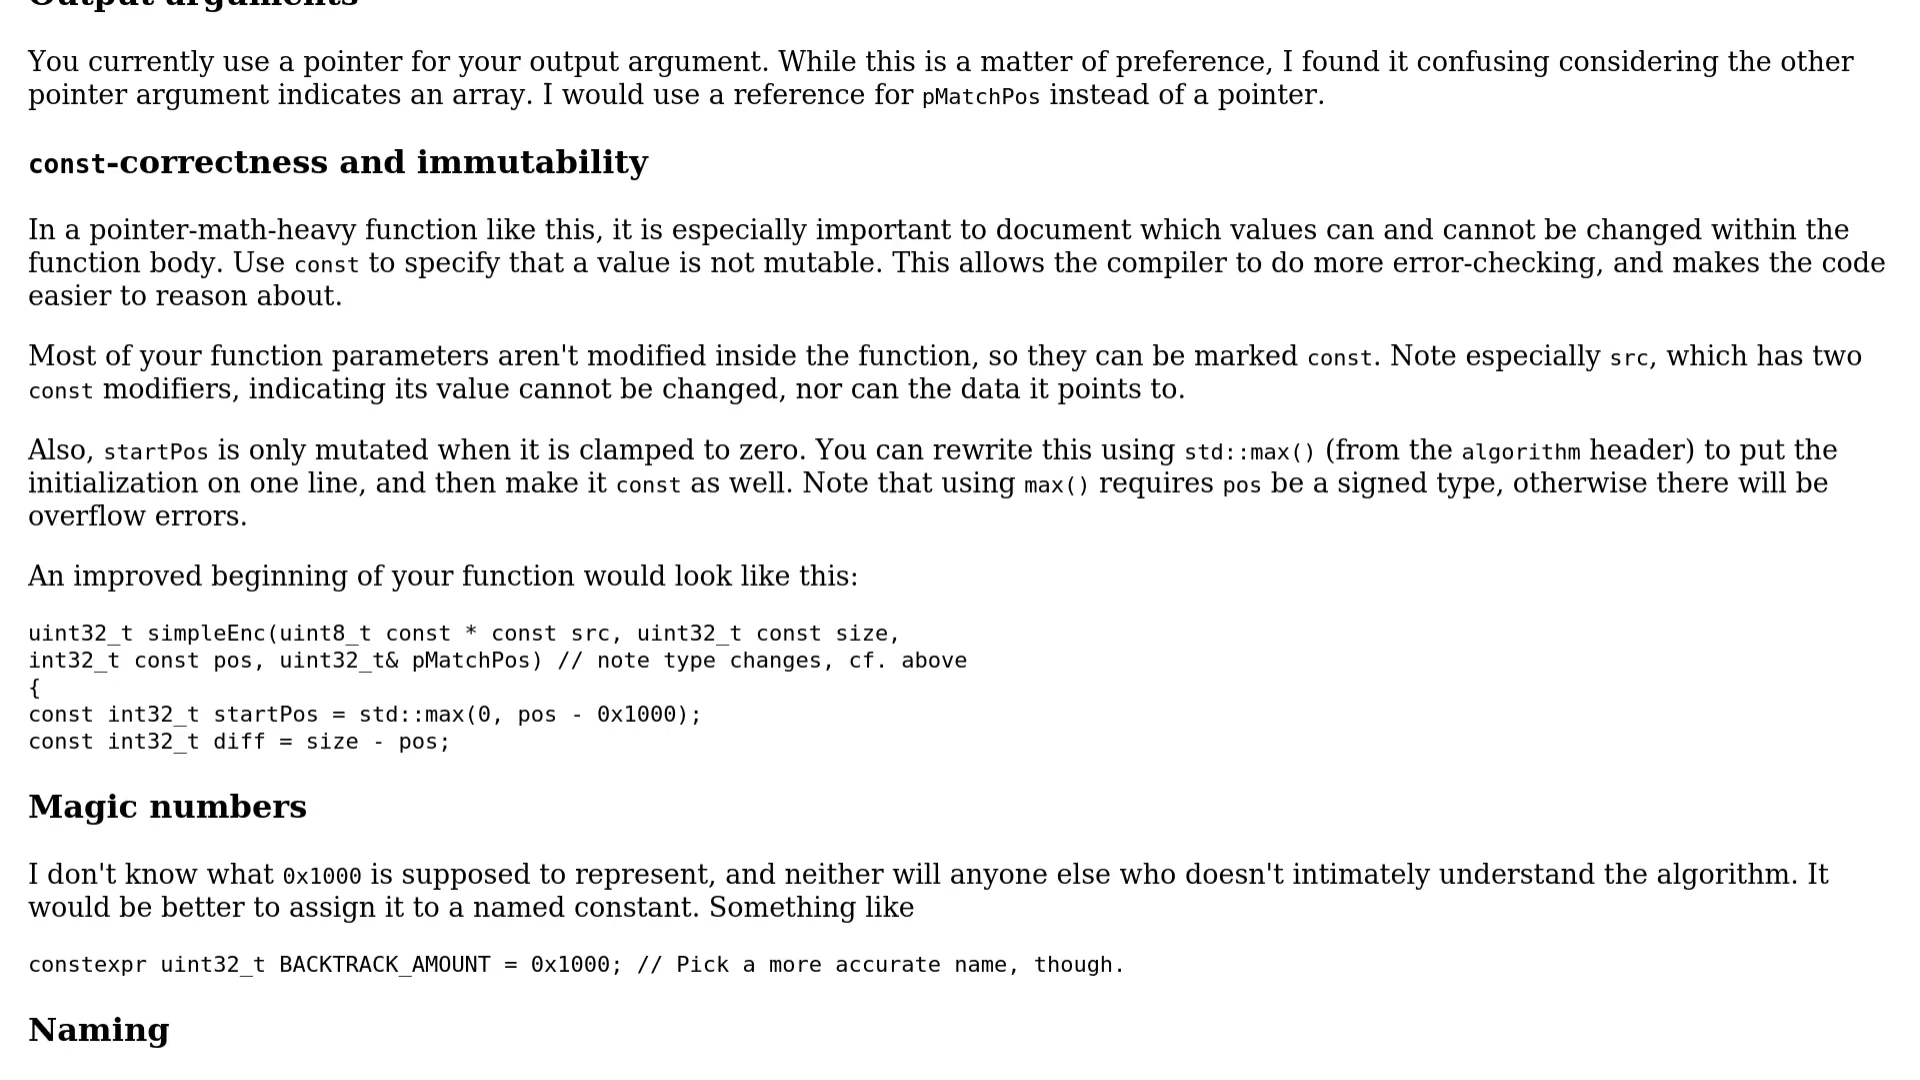 Output arguments
You currently use a pointer for your output argument. While this is a matter of preference, I found it confusing considering the other
pointer argument indicates an array. I would use a reference for pMatchPos instead of a pointer.
const-correctness and immutability
In a pointer-math-heavy function like this, it is especially important to document which values can and cannot be changed within the
function body. Use const to specify that a value is not mutable. This allows the compiler to do more error-checking, and makes the code
easier to reason about.
Most of your function parameters aren't modified inside the function, so they can be marked const. Note especially src, which has two
const modifiers, indicating its value cannot be changed, nor can the data it points to.
Also, startPos is only mutated when it is clamped to zero. You can rewrite this using std::max() (from the algorithm header) to put the
initialization on one line, and then make it const as well. Note that using max() requires pos be a signed type, otherwise there will be
overflow errors.
An improved beginning of your function would look like this:
uint32_t simpleEnc(uint8_t const * const src, uint32_t const size,
int32_t const pos, uint32_t& pMatchPos) // note type changes, cf. above
{
const int32_t startPos = std::max(0, pos - 0x1000);
const int32_t diff = size - pos;
Magic numbers
I don't know what 0x1000 is supposed to represent, and neither will anyone else who doesn't intimately understand the algorithm. It
would be better to assign it to a named constant. Something like
constexpr uint32_t BACKTRACK_AMOUNT = 0x1000; // Pick a more accurate name, though.
Naming